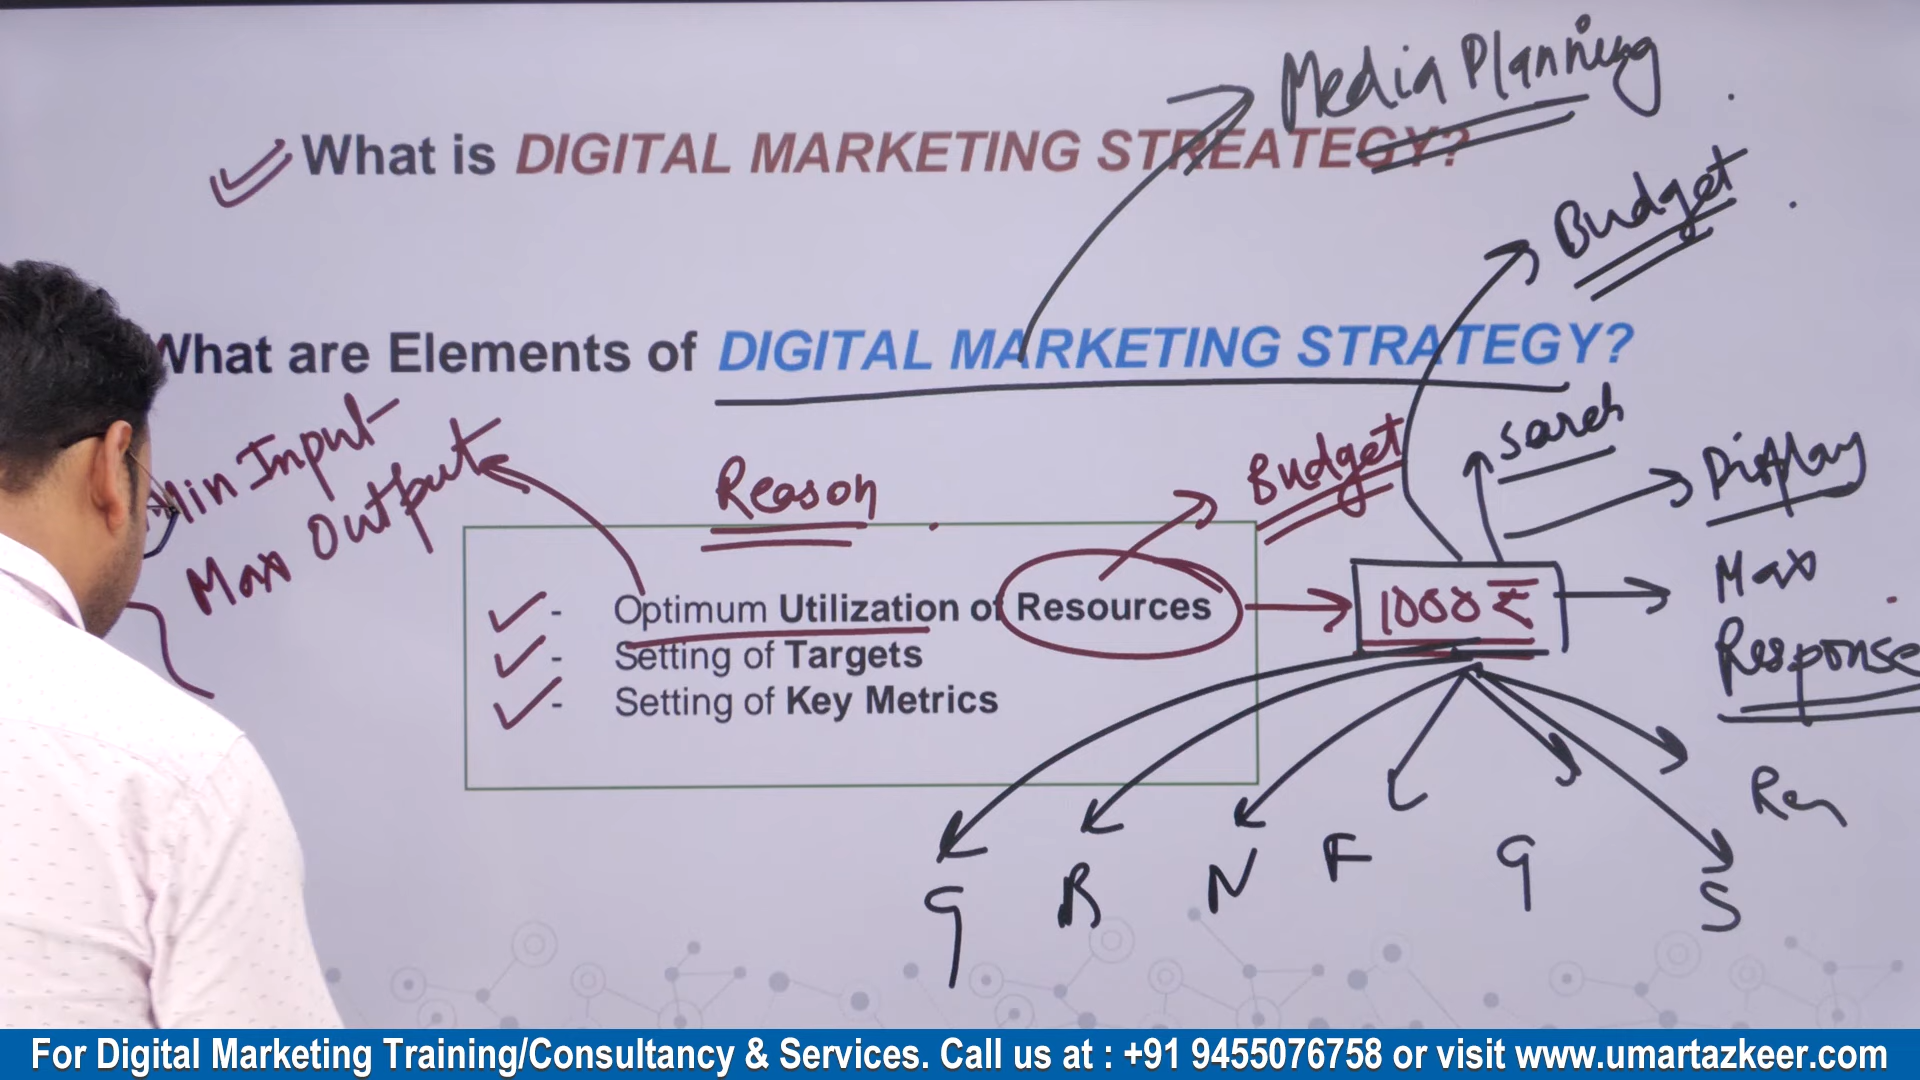 Media Planning
What is DIGITAL MARKETING STREATEGY?
Budget
What are Elements of DIGITAL MARKETING STRATEGY?
Min Input
Max Output
Reason
Budget
Sarch
Display
- Optimum Utilization of Resources
1000 ₹
Max
Response
- Setting of Targets
- Setting of Key Metrics
G B N F G S
For Digital Marketing Training/Consultancy & Services. Call us at : +91 9455076758 or visit www.umartazkeer.com